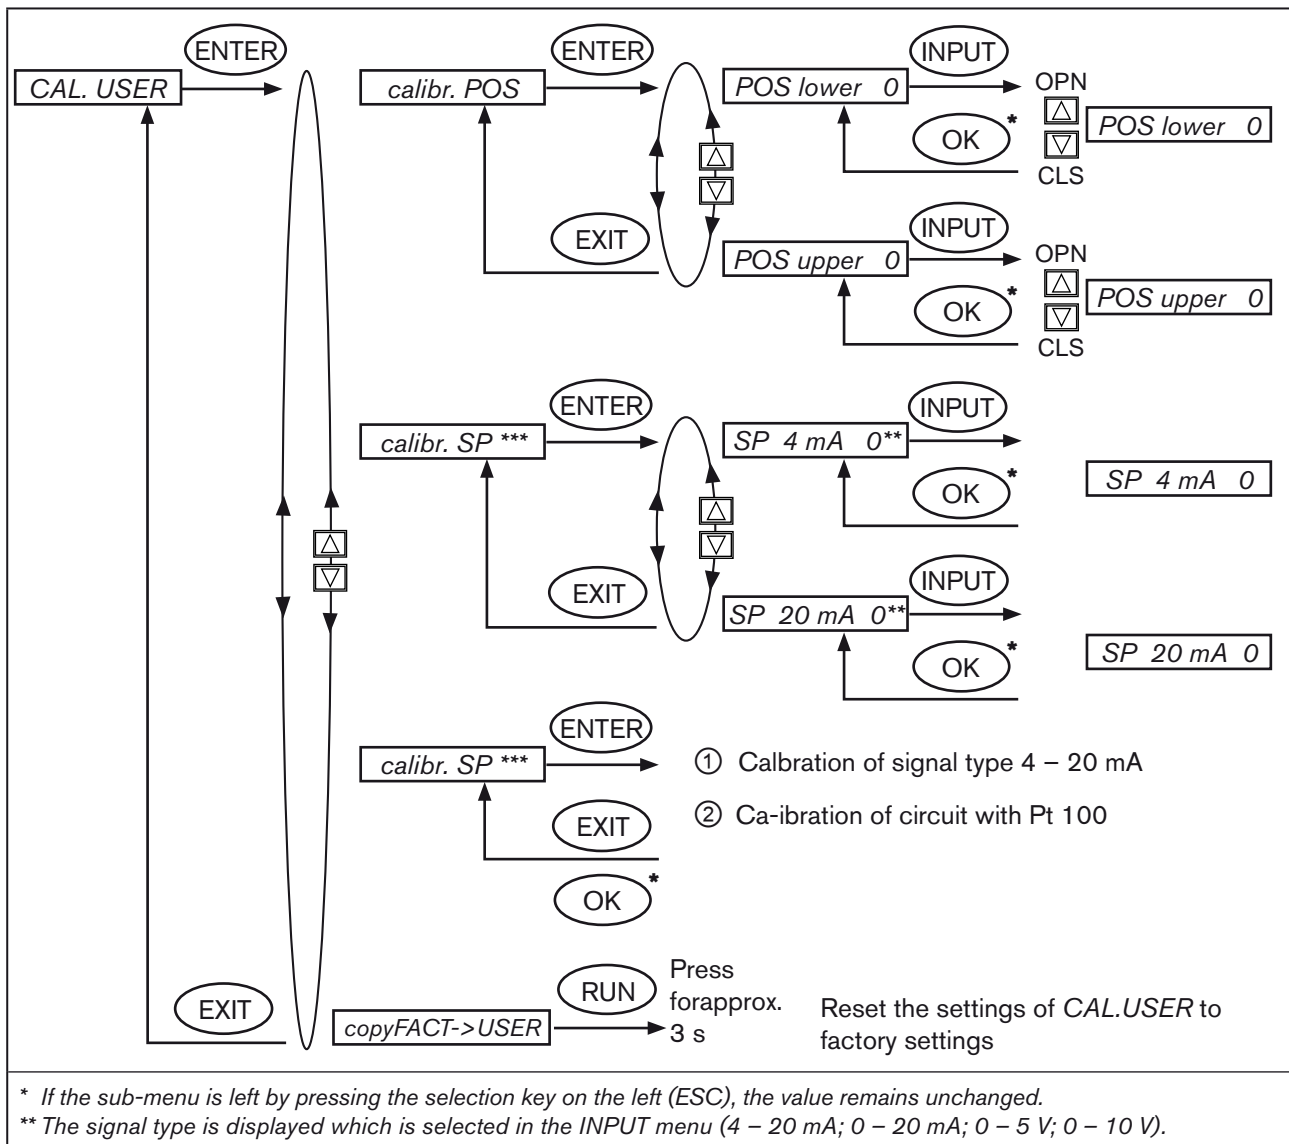 CAL. USER
ENTER
EXIT
calibr. POS
ENTER
EXIT
POS lower 0
INPUT
OK *
OPN
CLS
POS lower 0
POS upper 0
INPUT
OK *
OPN
CLS
POS upper 0
calibr. SP ***
ENTER
EXIT
SP 4 mA 0**
INPUT
OK *
SP 4 mA 0
SP 20 mA 0**
INPUT
OK *
SP 20 mA 0
calibr. SP ***
ENTER
EXIT
OK *
① Calbration of signal type 4 – 20 mA
② Ca-ibration of circuit with Pt 100
copyFACT->USER
RUN
Press
forapprox.
3 s
Reset the settings of CAL.USER to
factory settings
* If the sub-menu is left by pressing the selection key on the left (ESC), the value remains unchanged.
** The signal type is displayed which is selected in the INPUT menu (4 – 20 mA; 0 – 20 mA; 0 – 5 V; 0 – 10 V).